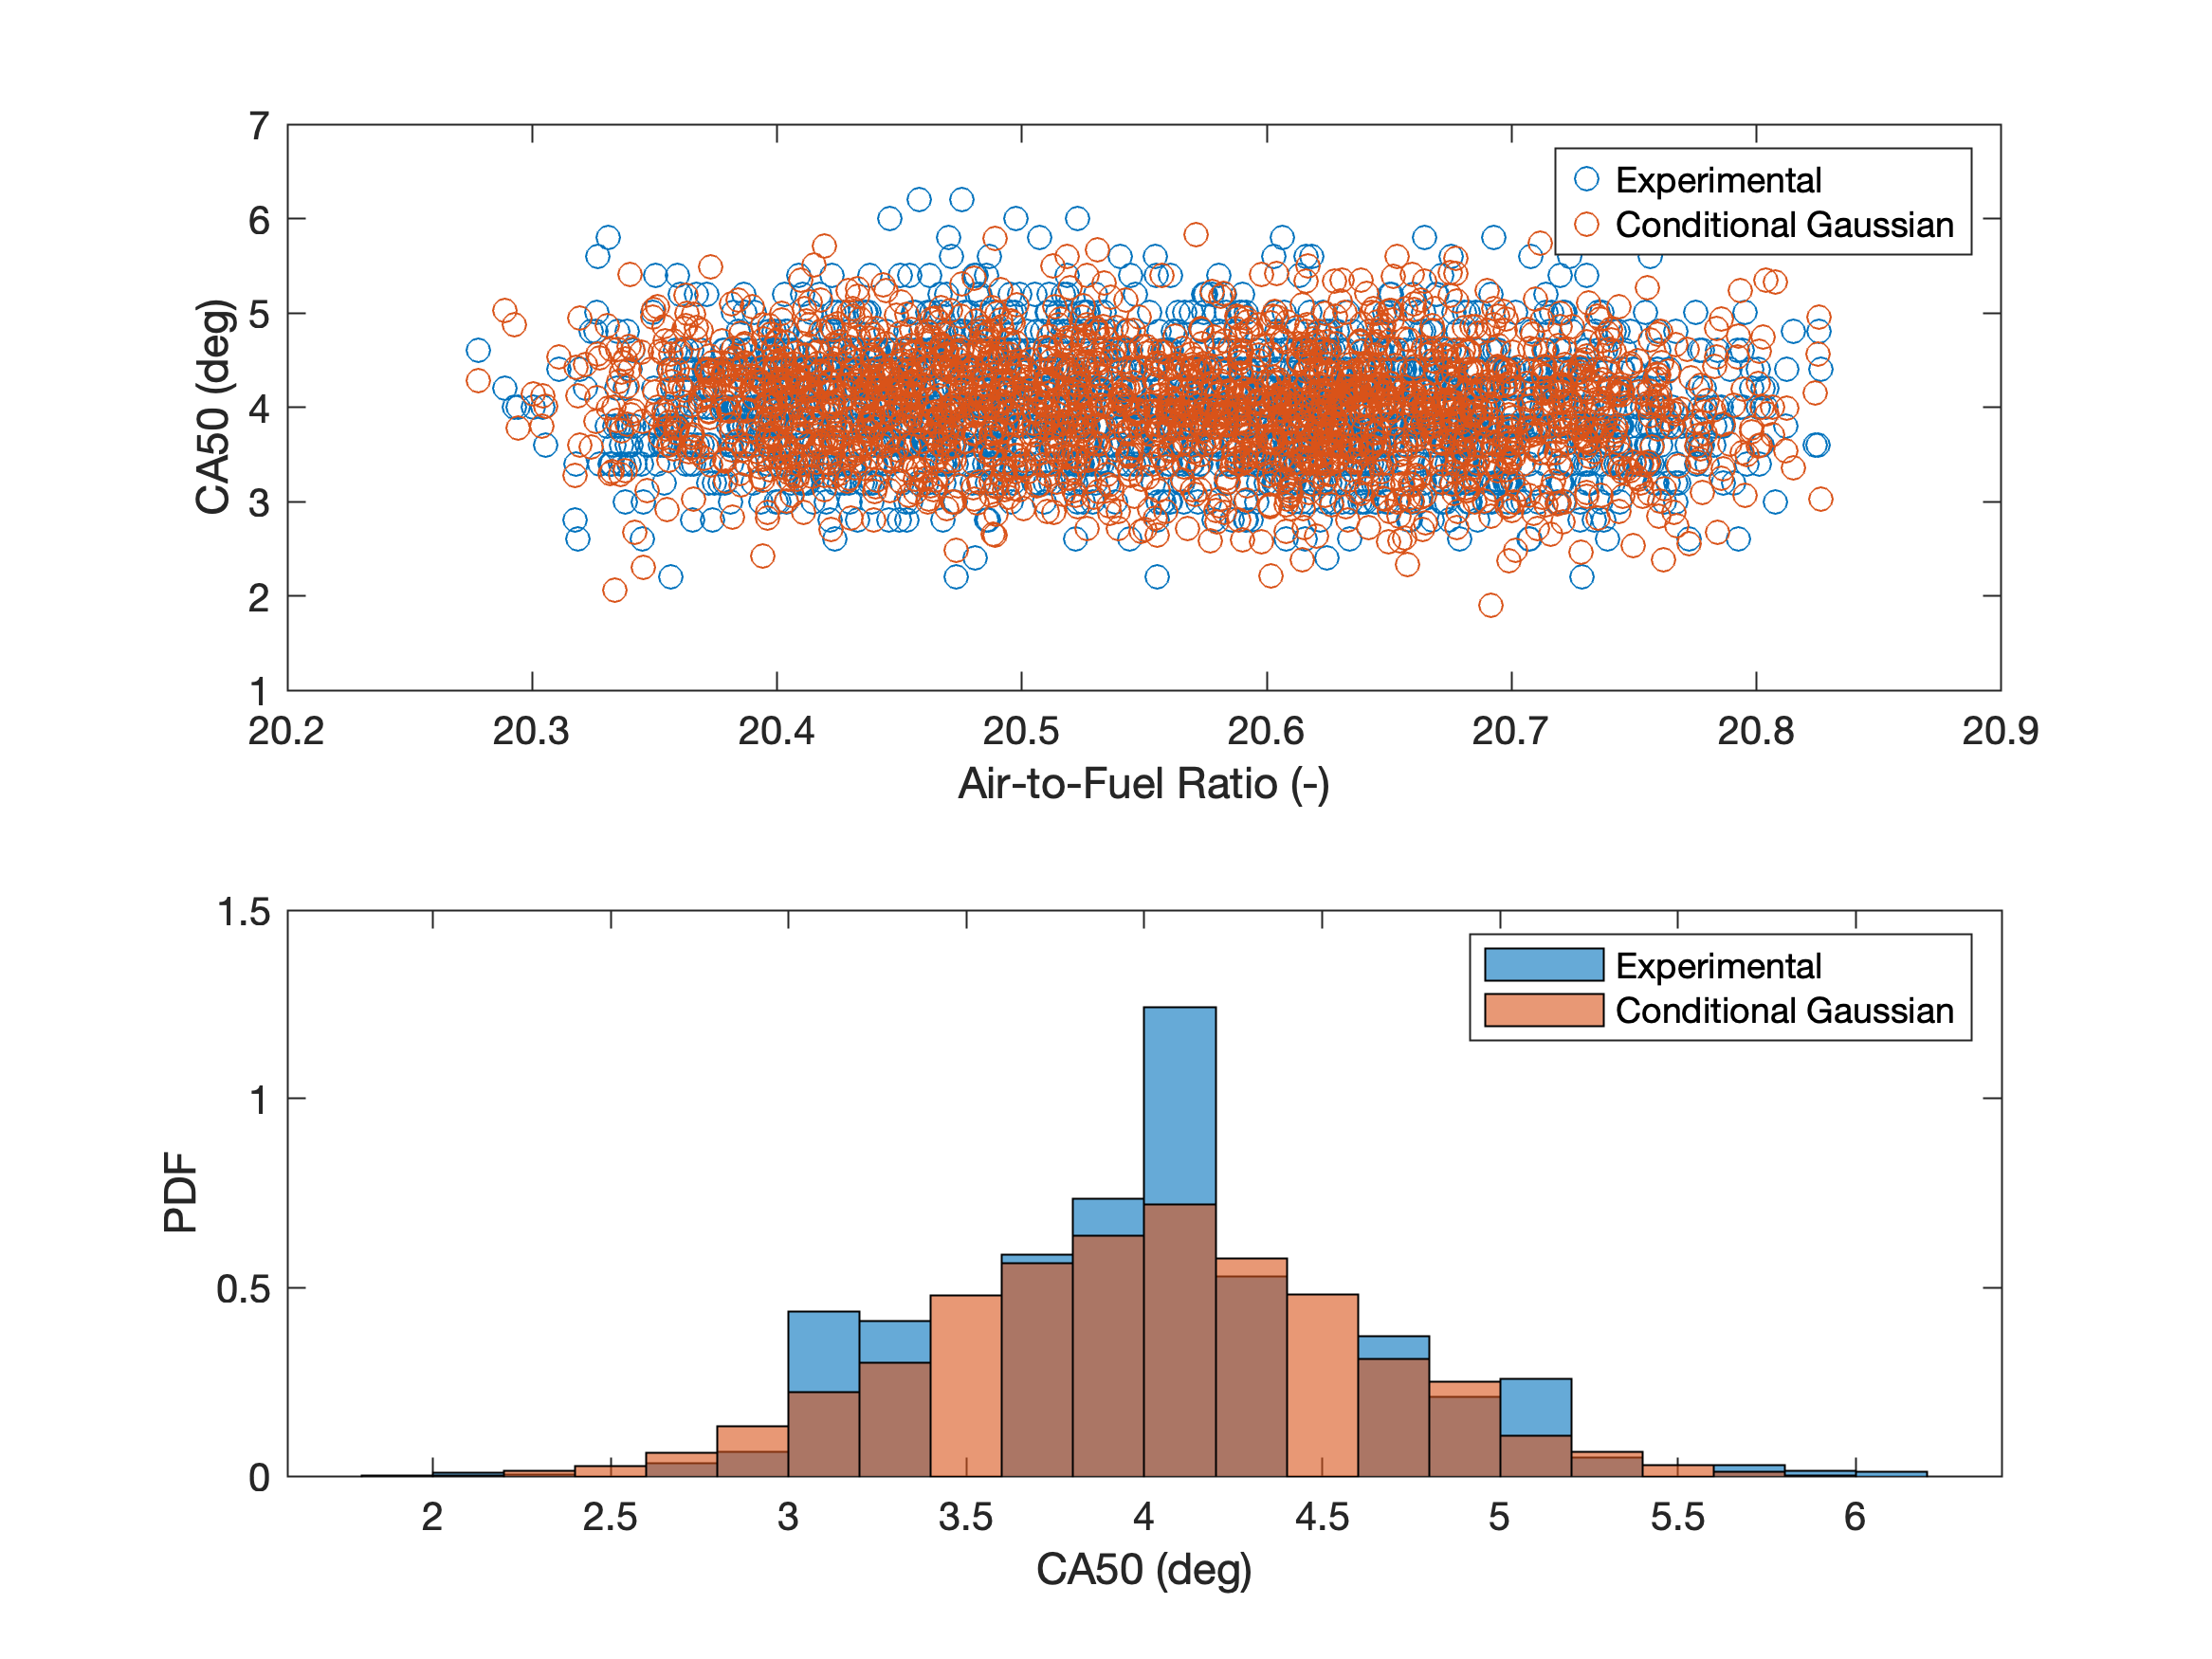 7
6
5
4
3
2
1
CA50 (deg)
Experimental
Conditional Gaussian
20.2 20.3 20.4 20.5 20.6 20.7 20.8 20.9
Air-to-Fuel Ratio (-)
1.5
1
0.5
0
PDF
Experimental
Conditional Gaussian
2 2.5 3 3.5 4 4.5 5 5.5 6
CA50 (deg)